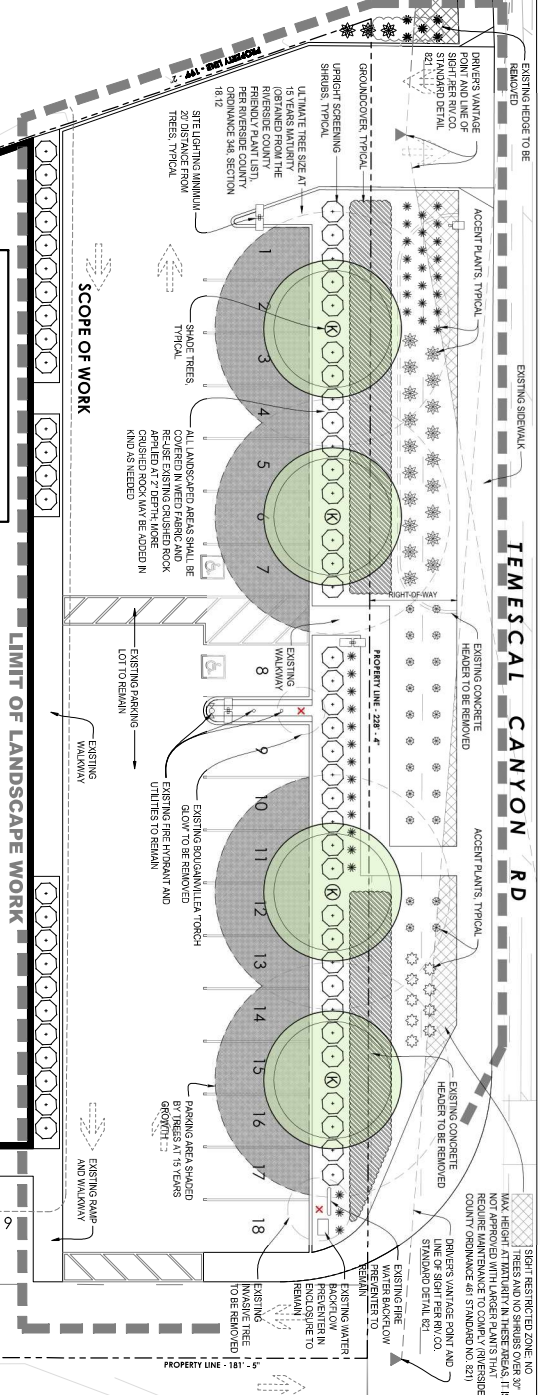 EXISTING HEDGE TO BE
REMOVED
DRIVER'S VANTAGE
POINT AND LINE OF
SIGHT PER RIV.CO.
STANDARD DETAIL
821
PROPERTY LINE - 199'
GROUNDCOVER, TYPICAL
UPRIGHT SCREENING
SHRUBS, TYPICAL
ULTIMATE TREE SIZE AT
15 YEARS MATURITY
(OBTAINED FROM THE
RIVERSIDE COUNTY
FRIENDLY PLANT LIST),
PER RIVERSIDE COUNTY
ORDINANCE 348, SECTION
18.12
SITE LIGHTING MINIMUM
20' DISTANCE FROM
TREES, TYPICAL
ACCENT PLANTS, TYPICAL
EXISTING SIDEWALK
SCOPE OF WORK
SHADE TREES,
TYPICAL
ALL LANDSCAPED AREAS SHALL BE
COVERED IN WEED FABRIC AND
RE-USE EXISTING CRUSHED ROCK
APPLIED AT 2" DEPTH; MORE
CRUSHED ROCK MAY BE ADDED IN
KIND AS NEEDED
1
2
3
4
5
6
7
8
9
10
11
12
13
14
15
16
17
18
K
K
K
K
TEMESCAL CANYON RD
RIGHT-OF-WAY
EXISTING CONCRETE
HEADER TO BE REMOVED
PROPERTY LINE - 228' - 4"
EXISTING
WALKWAY
EXISTING PARKING
LOT TO REMAIN
EXISTING
WALKWAY
LIMIT OF LANDSCAPE WORK
EXISTING BOUGAINVILLEA 'TORCH
GLOW' TO BE REMOVED
EXISTING FIRE HYDRANT AND
UTILITIES TO REMAIN
ACCENT PLANTS, TYPICAL
EXISTING CONCRETE
HEADER TO BE REMOVED
PARKING AREA SHADED
BY TREES AT 15 YEARS
GROWTH
EXISTING RAMP
AND WALKWAY
SIGHT RESTRICTED ZONE; NO
TREES AND NO SHRUBS OVER 30"
MAX. HEIGHT AT MATURITY IN THESE AREAS. IT IS
NOT APPROVED WITH LARGER PLANTS THAT
REQUIRE MAINTENANCE TO COMPLY (RIVERSIDE
COUNTY ORDINANCE 461 STANDARD NO. 821)
DRIVER'S VANTAGE POINT AND
LINE OF SIGHT PER RIV.CO.
STANDARD DETAIL 821
EXISTING FIRE
WATER BACKFLOW
PREVENTER TO
REMAIN
EXISTING WATER
BACKFLOW
PREVENTER IN
ENCLOSURE TO
REMAIN
EXISTING
INVASIVE TREE
TO BE REMOVED
PROPERTY LINE - 181' - 5"
9